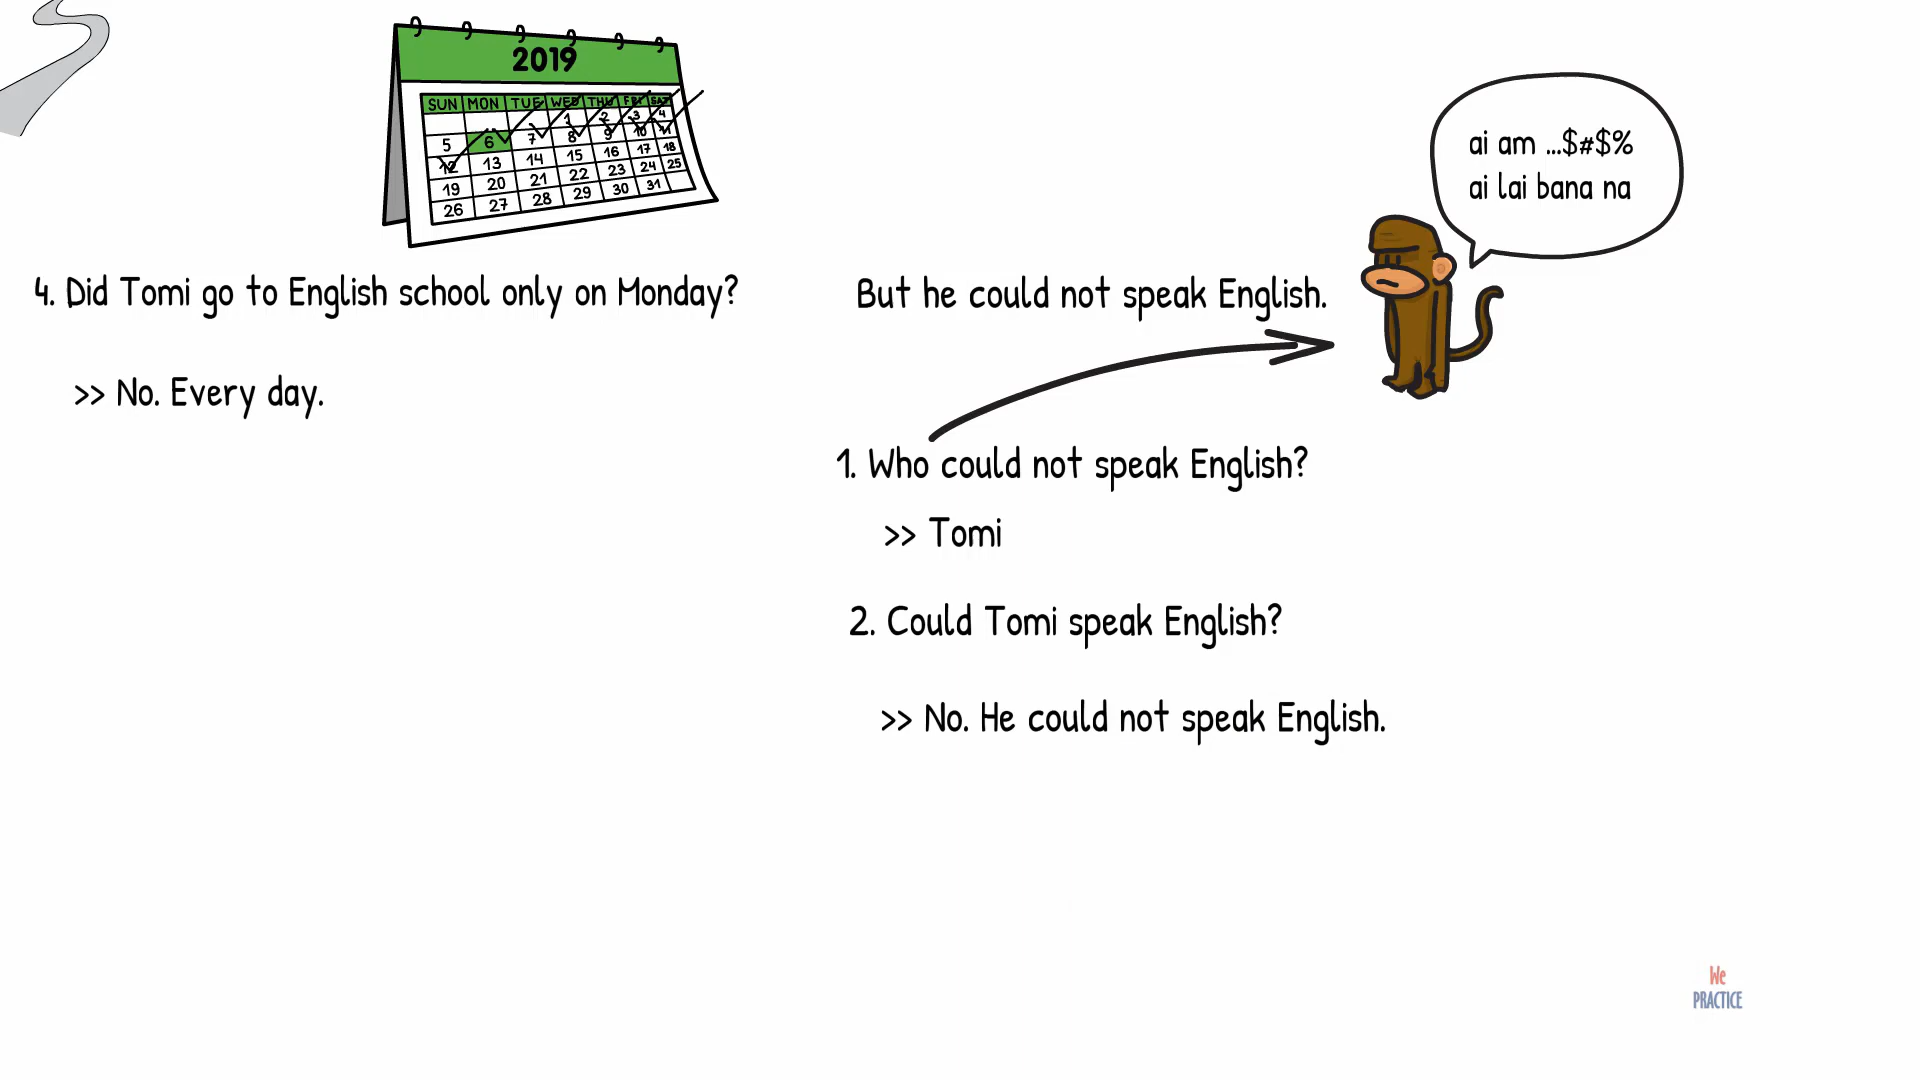 2019
SUN MON TUE WED THU FRI SAT
1 2 3 4
5 6 7 8 9 10 11
12 13 14 15 16 17 18
19 20 21 22 23 24 25
26 27 28 29 30 31
4. Did Tomi go to English school only on Monday?
>> No. Every day.
ai am ...$#$%
ai lai bana na
But he could not speak English.
1. Who could not speak English?
>> Tomi
2. Could Tomi speak English?
>> No. He could not speak English.
We
PRACTICE